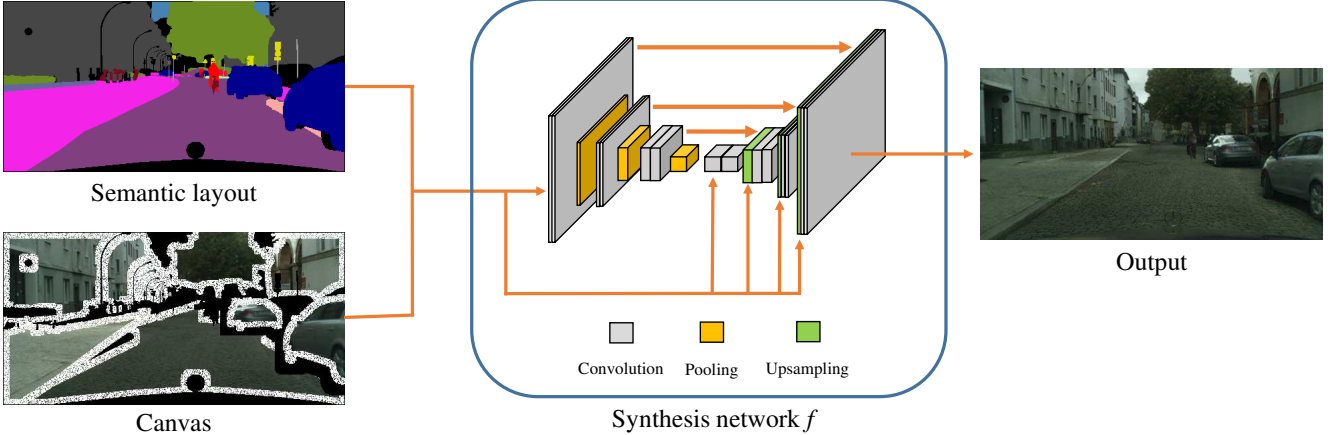 Semantic layout
Canvas
Convolution
Pooling
Upsampling
Synthesis network f
Output